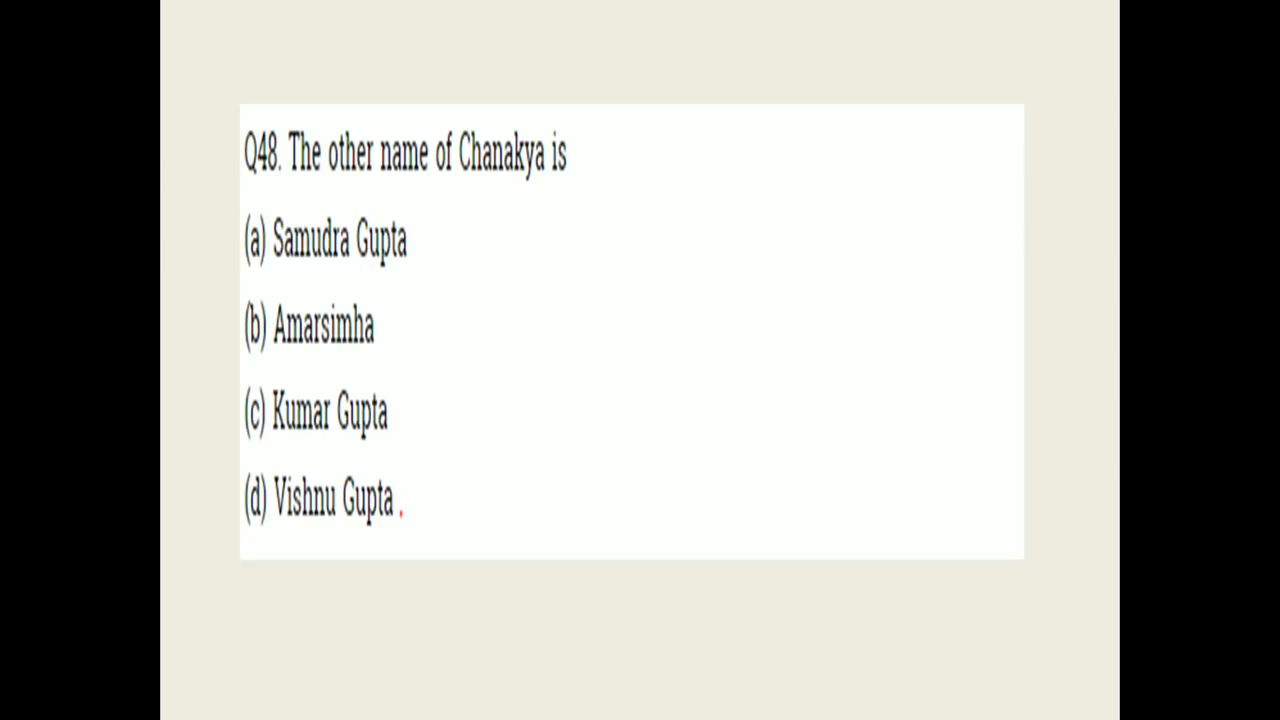 Q48. The other name of Chanakya is
(a) Samudra Gupta
(b) Amarsimha
(c) Kumar Gupta
(d) Vishnu Gupta .